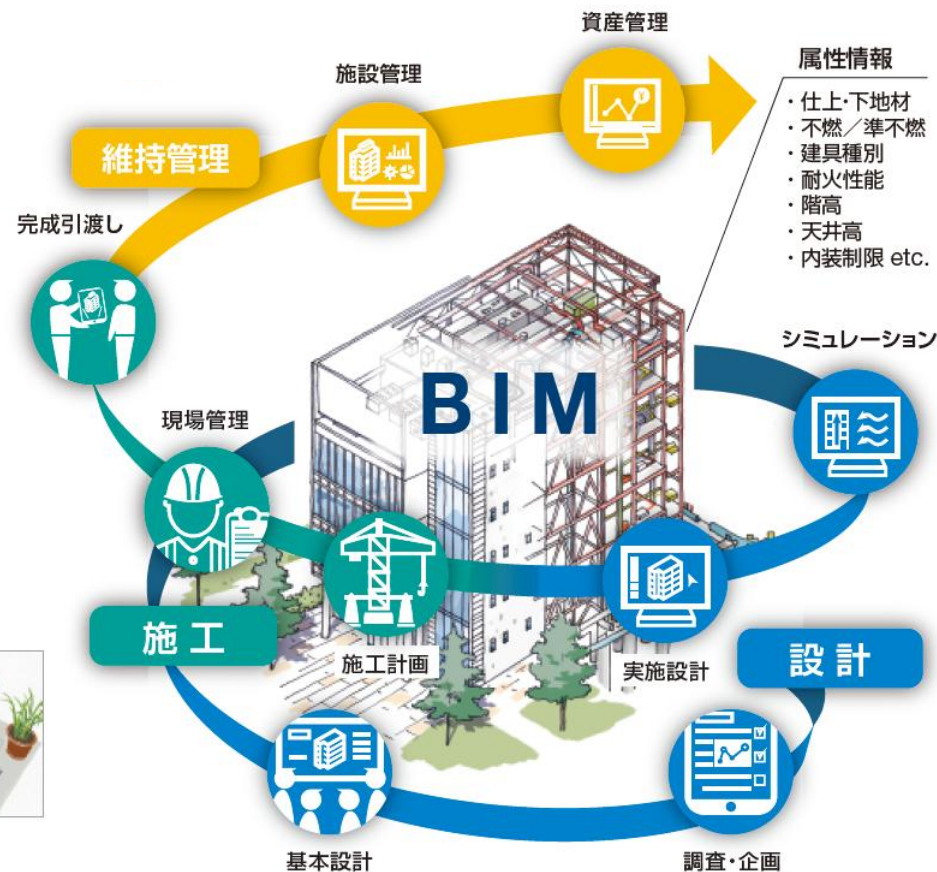 資産管理
施設管理
属性情報
・仕上・下地材
・不燃／準不燃
・建具種別
・耐火性能
・階高
・天井高
・内装制限 etc.
維持管理
完成引渡し
シミュレーション
BIM
現場管理
施工
施工計画
実施設計
設計
基本設計
調査・企画